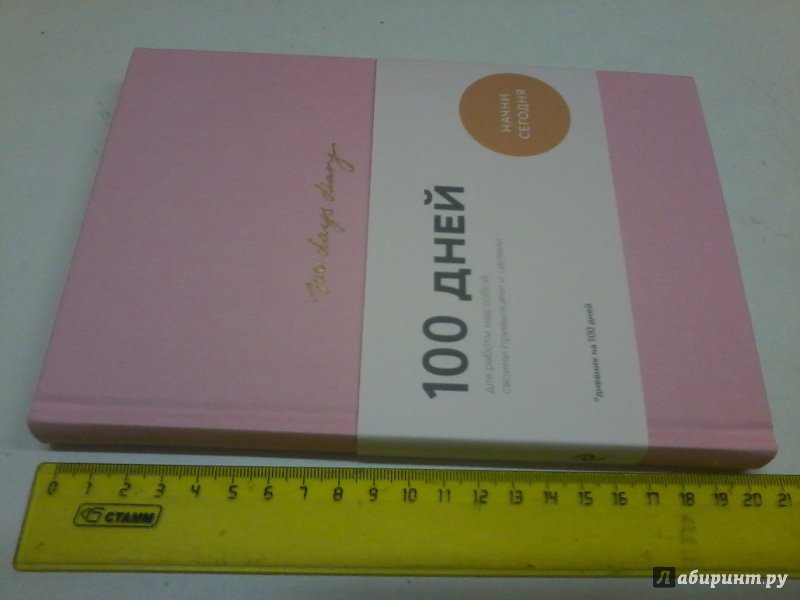 100 days diary
НАЧНИ
СЕГОДНЯ
100 ДНЕЙ
для работы над собой,
своими привычками и целями
*дневник на 100 дней
0 1 2 3 4 5 6 7 8 9 10 11 12 13 14 15 16 17 18 19 20 21
СТАММ
Лабиринт.ру